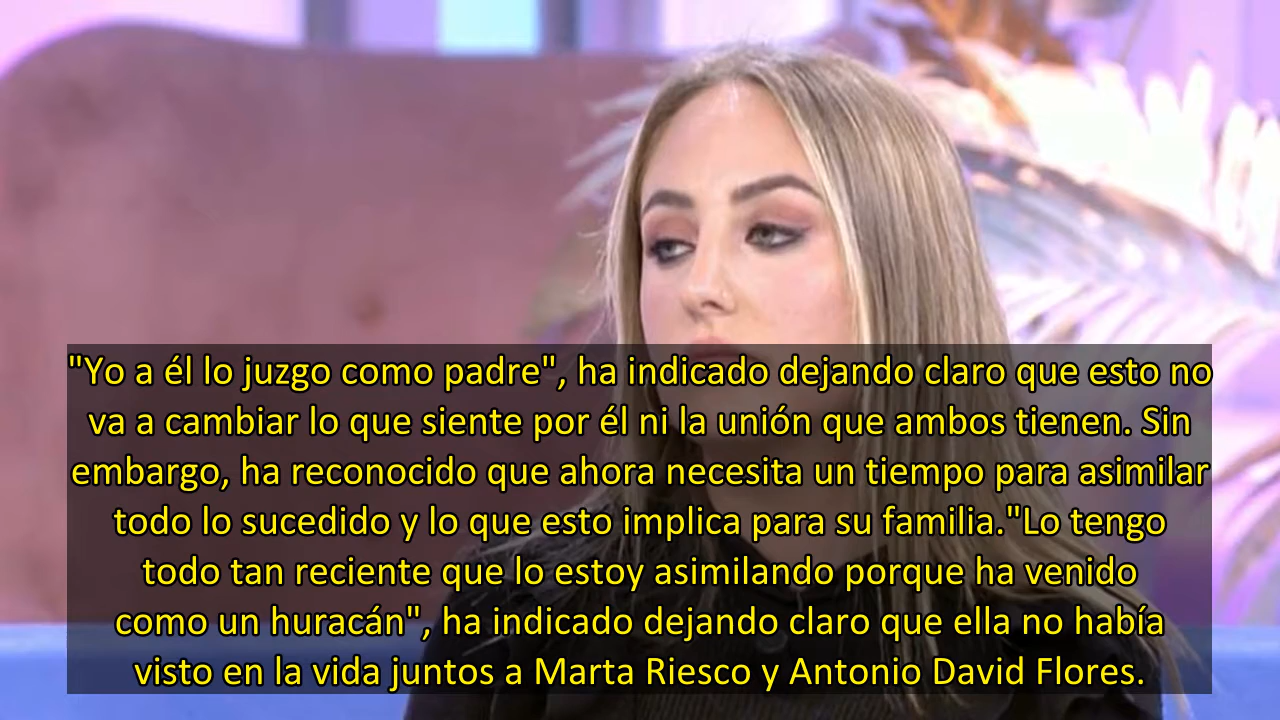 "Yo a él lo juzgo como padre", ha indicado dejando claro que esto no
va a cambiar lo que siente por él ni la unión que ambos tienen. Sin
embargo, ha reconocido que ahora necesita un tiempo para asimilar
todo lo sucedido y lo que esto implica para su familia."Lo tengo
todo tan reciente que lo estoy asimilando porque ha venido
como un huracán", ha indicado dejando claro que ella no había
visto en la vida juntos a Marta Riesco y Antonio David Flores.